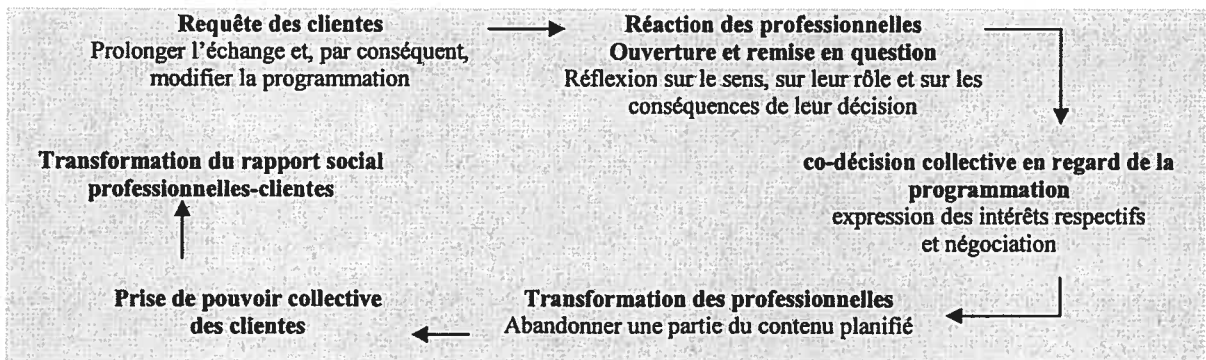 Requête des clientes
Prolonger l'échange et, par conséquent,
modifier la programmation
Réaction des professionnelles
Ouverture et remise en question
Réflexion sur le sens, sur leur rôle et sur les
conséquences de leur décision
co-décision collective en regard de la
programmation
expression des intérêts respectifs
et négociation
Transformation des professionnelles
Abandonner une partie du contenu planifié
Prise de pouvoir collective
des clientes
Transformation du rapport social
professionnelles-clientes